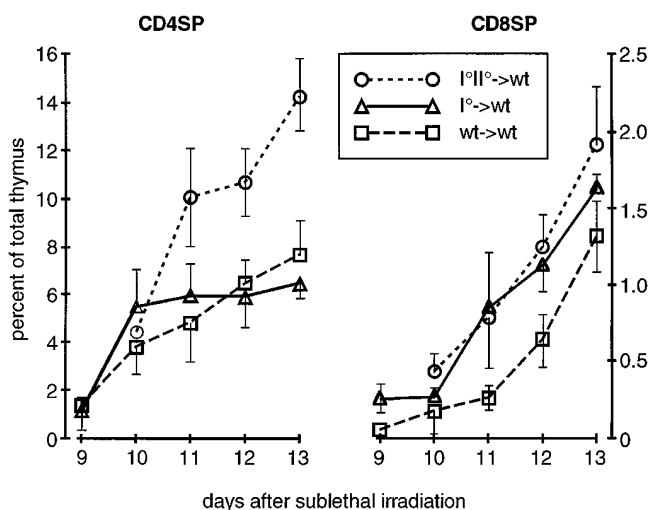 CD4SP
CD8SP
16
14
12
10
8
6
4
2
0
percent of total thymus
I°II°->wt
I°->wt
wt->wt
2.5
2.0
1.5
1.0
0.5
0
9 10 11 12 13
9 10 11 12 13
days after sublethal irradiation